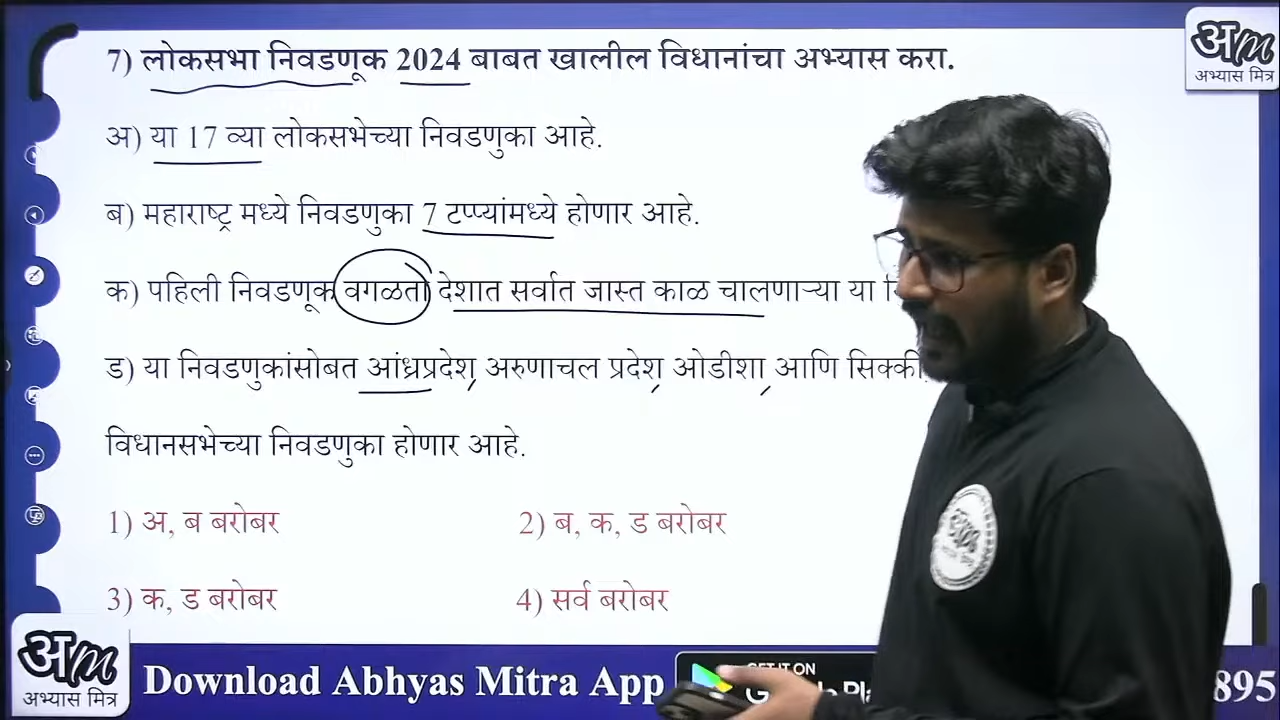 7) लोकसभा निवडणूक 2024 बाबत खालील विधानांचा अभ्यास करा.
अm
अभ्यास मित्र
अ) या 17 व्या लोकसभेच्या निवडणुका आहे.
ब) महाराष्ट्र मध्ये निवडणुका 7 टप्प्यांमध्ये होणार आहे.
क) पहिली निवडणूक वगळता देशात सर्वात जास्त काळ चालणाऱ्या या
ड) या निवडणुकांसोबत आंध्रप्रदेश, अरुणाचल प्रदेश, ओडीशा, आणि
विधानसभेच्या निवडणुका होणार आहे.
1) अ, ब बरोबर
2) ब, क, ड बरोबर
3) क, ड बरोबर
4) सर्व बरोबर
अm
अभ्यास मित्र
Download Abhyas Mitra App
GET IT ON
895